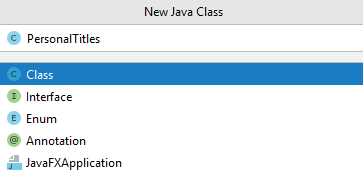 New Java Class
C PersonalTitles
C Class
I Interface
E Enum
@ Annotation
JavaFXApplication